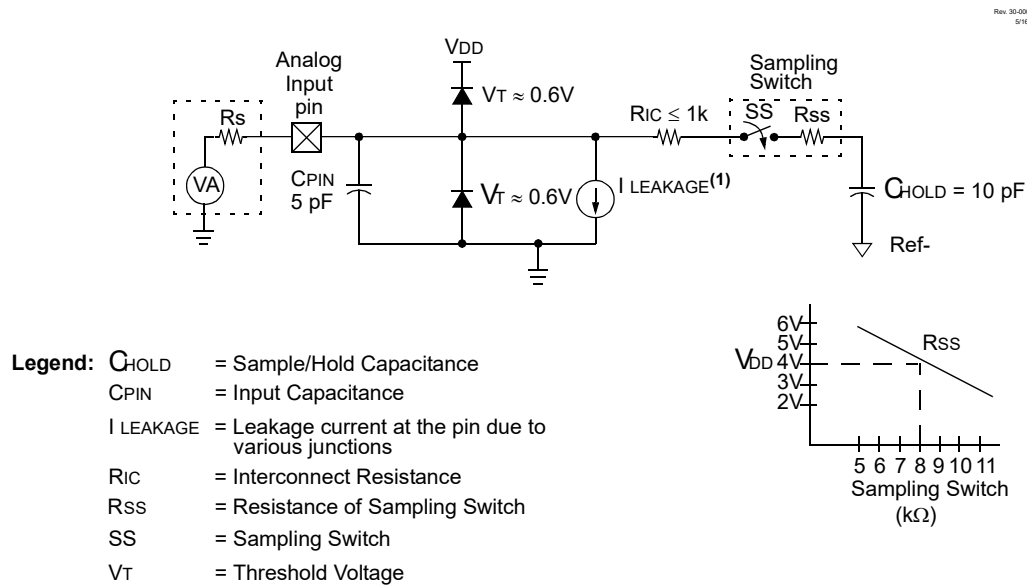 Rev. 30-000
5/16
VDD
Analog
Input
pin
Sampling
Switch
VT ≈ 0.6V
Rs
RIC ≤ 1k
SS
Rss
VA
CPIN
5 pF
VT ≈ 0.6V
I LEAKAGE(1)
CHOLD = 10 pF
Ref-
Legend: CHOLD = Sample/Hold Capacitance
CPIN = Input Capacitance
I LEAKAGE = Leakage current at the pin due to
various junctions
RIC = Interconnect Resistance
RSS = Resistance of Sampling Switch
SS = Sampling Switch
VT = Threshold Voltage
6V
5V
RSS
VDD 4V
3V
2V
5 6 7 8 9 10 11
Sampling Switch
(kΩ)